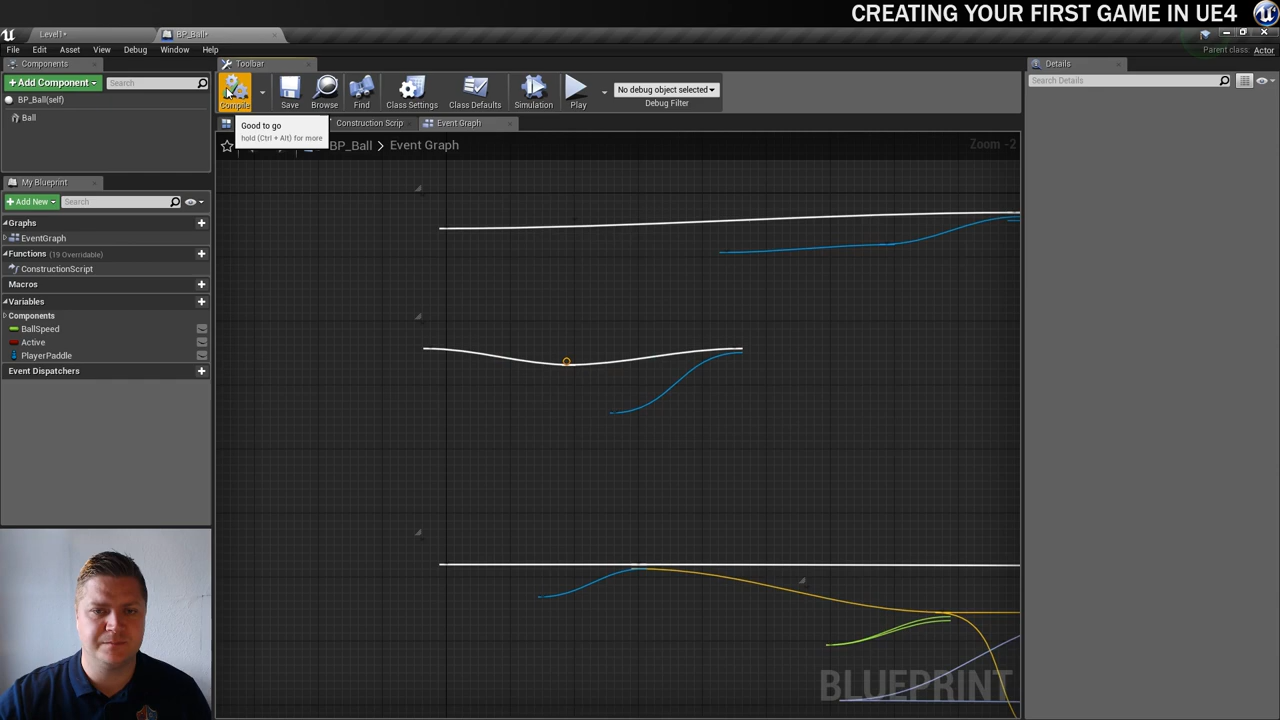 CREATING YOUR FIRST GAME IN UE4
Level1•
BP_Ball•
File Edit Asset View Debug Window Help
Parent class: Actor
Components
Toolbar
Details
+Add Component
Search
Search Details
BP_Ball(self)
Ball
Compile
Save
Browse
Find
Class Settings
Class Defaults
Simulation
Play
No debug object selected
Debug Filter
Good to go
hold (Ctrl + Alt) for more
Construction Scrip
Event Graph
BP_Ball > Event Graph
Zoom -2
My Blueprint
+Add New
Search
Graphs
EventGraph
Functions (19 Overridable)
ConstructionScript
Macros
Variables
Components
BallSpeed
Active
PlayerPaddle
Event Dispatchers
BLUEPRINT